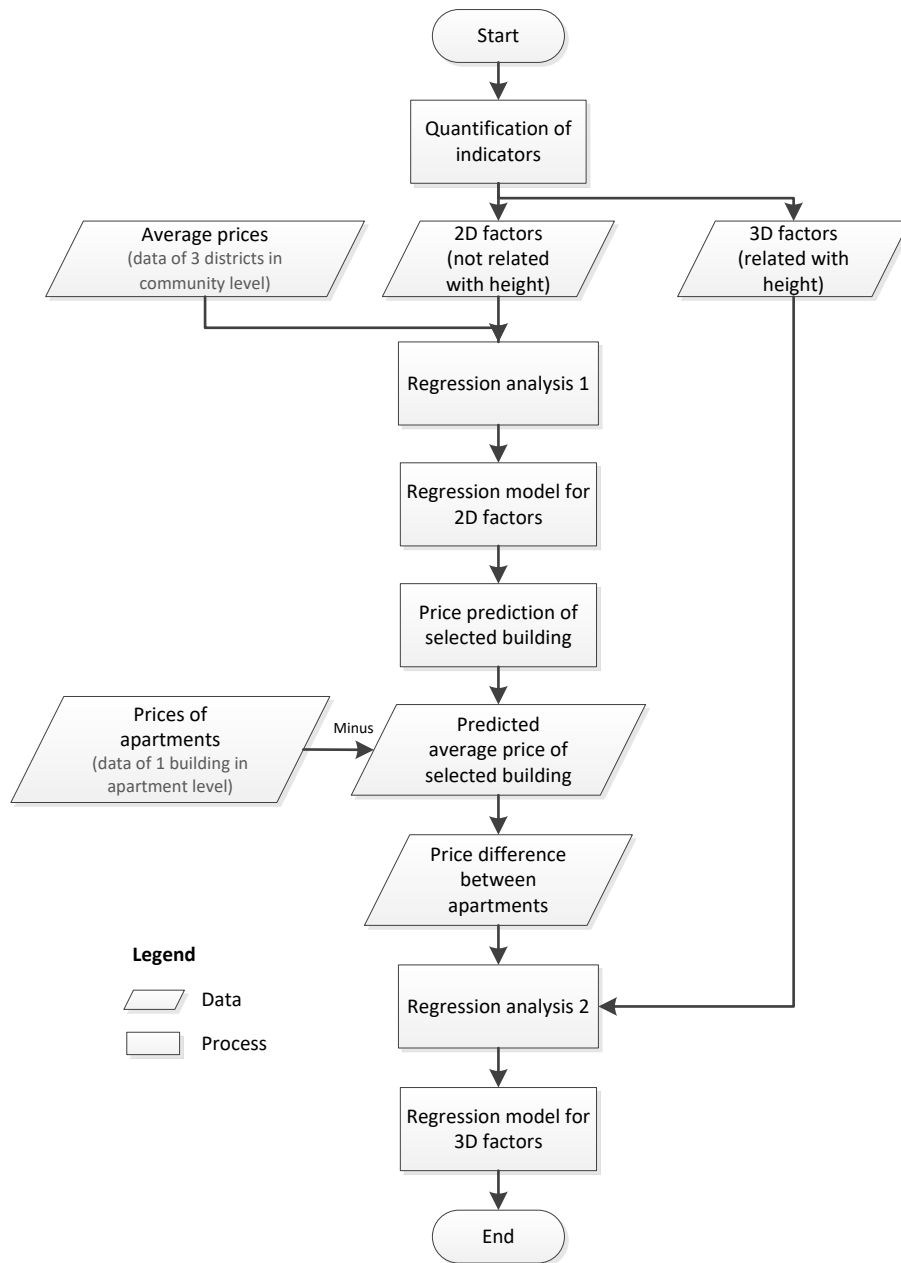 Start
Quantification of
indicators
Average prices
(data of 3 districts in
community level)
2D factors
(not related
with height)
3D factors
(related with
height)
Regression analysis 1
Regression model for
2D factors
Price prediction of
selected building
Prices of
apartments
(data of 1 building in
apartment level)
Minus
Predicted
average price of
selected building
Price difference
between
apartments
Legend
Data
Process
Regression analysis 2
Regression model for
3D factors
End